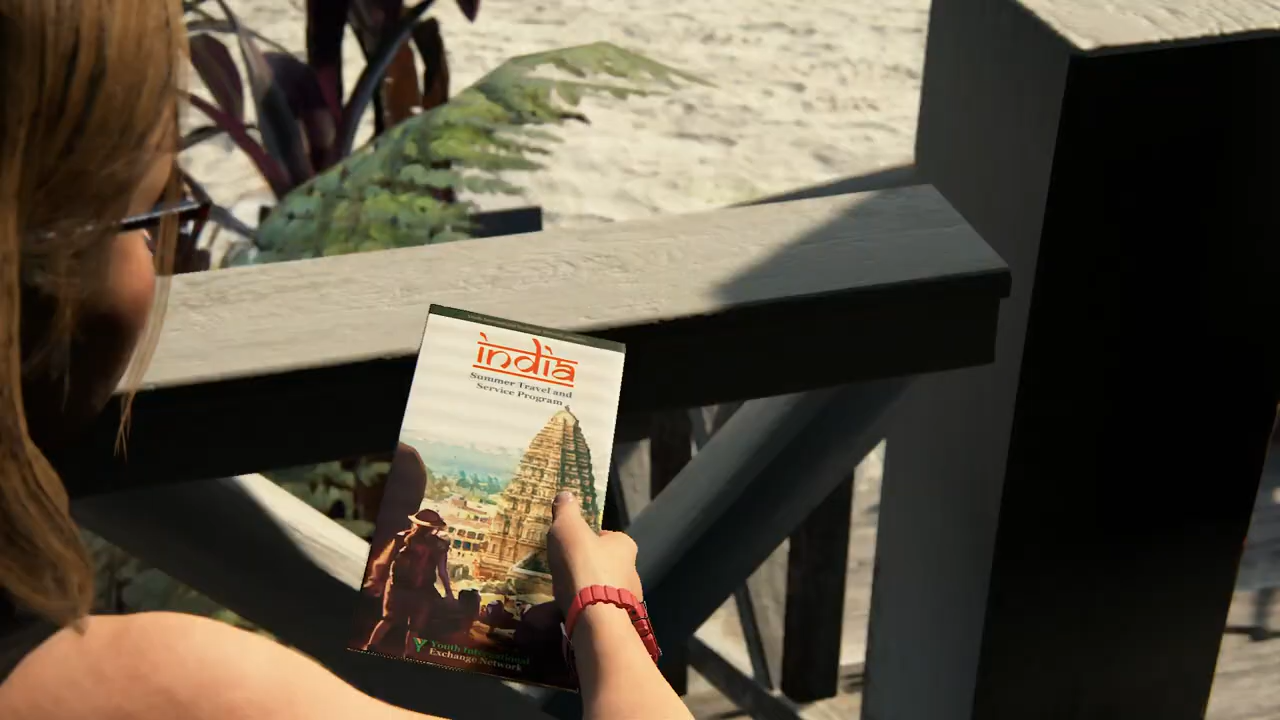 india
Summer Travel and
Service Program
Youth International
Exchange Network